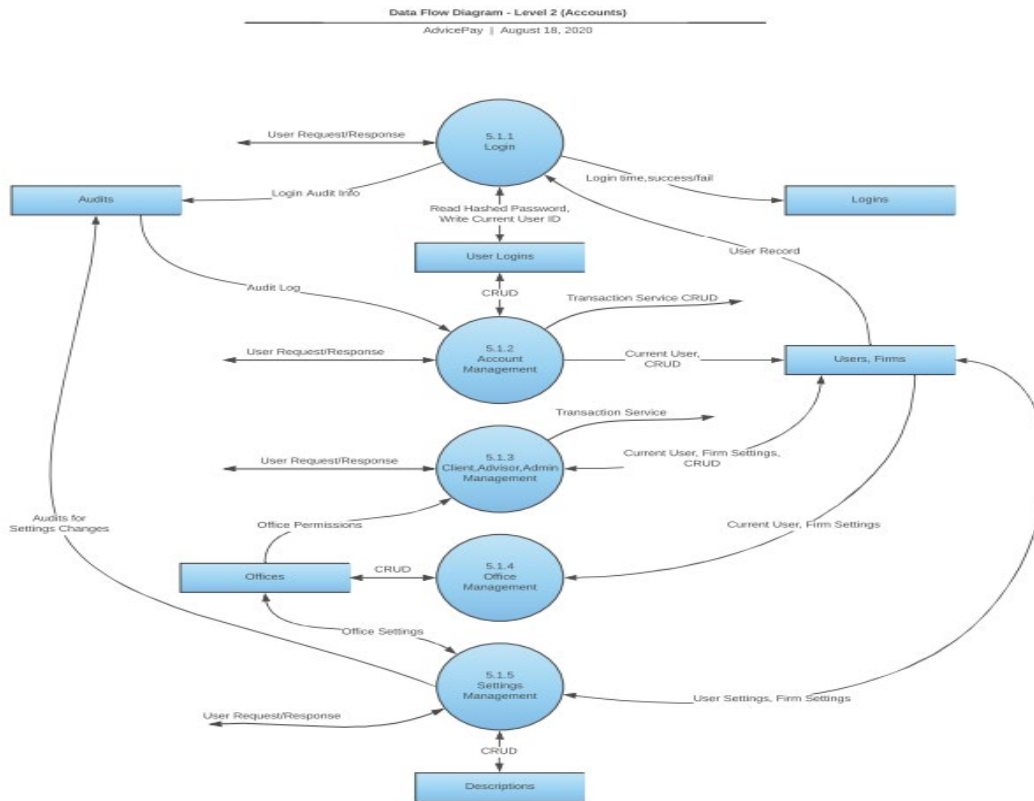 Data Flow Diagram - Level 2 (Accounts)
AdvicePay | August 18, 2020
User Request/Response
5.1.1
Login
Login time,success/fail
Login Audit Info
Audits
Logins
Read Hashed Password,
Write Current User ID
User Logins
User Record
CRUD
Audit Log
Transaction Service CRUD
User Request/Response
5.1.2
Account
Management
Current User,
CRUD
Users, Firms
Transaction Service
User Request/Response
5.1.3
Client,Advisor,Admin
Management
Current User, Firm Settings,
CRUD
Audits for
Settings Changes
Office Permissions
Current User, Firm Settings
Offices
CRUD
5.1.4
Office
Management
Office Settings
5.1.5
Settings
Management
User Settings, Firm Settings
User Request/Response
CRUD
Descriptions